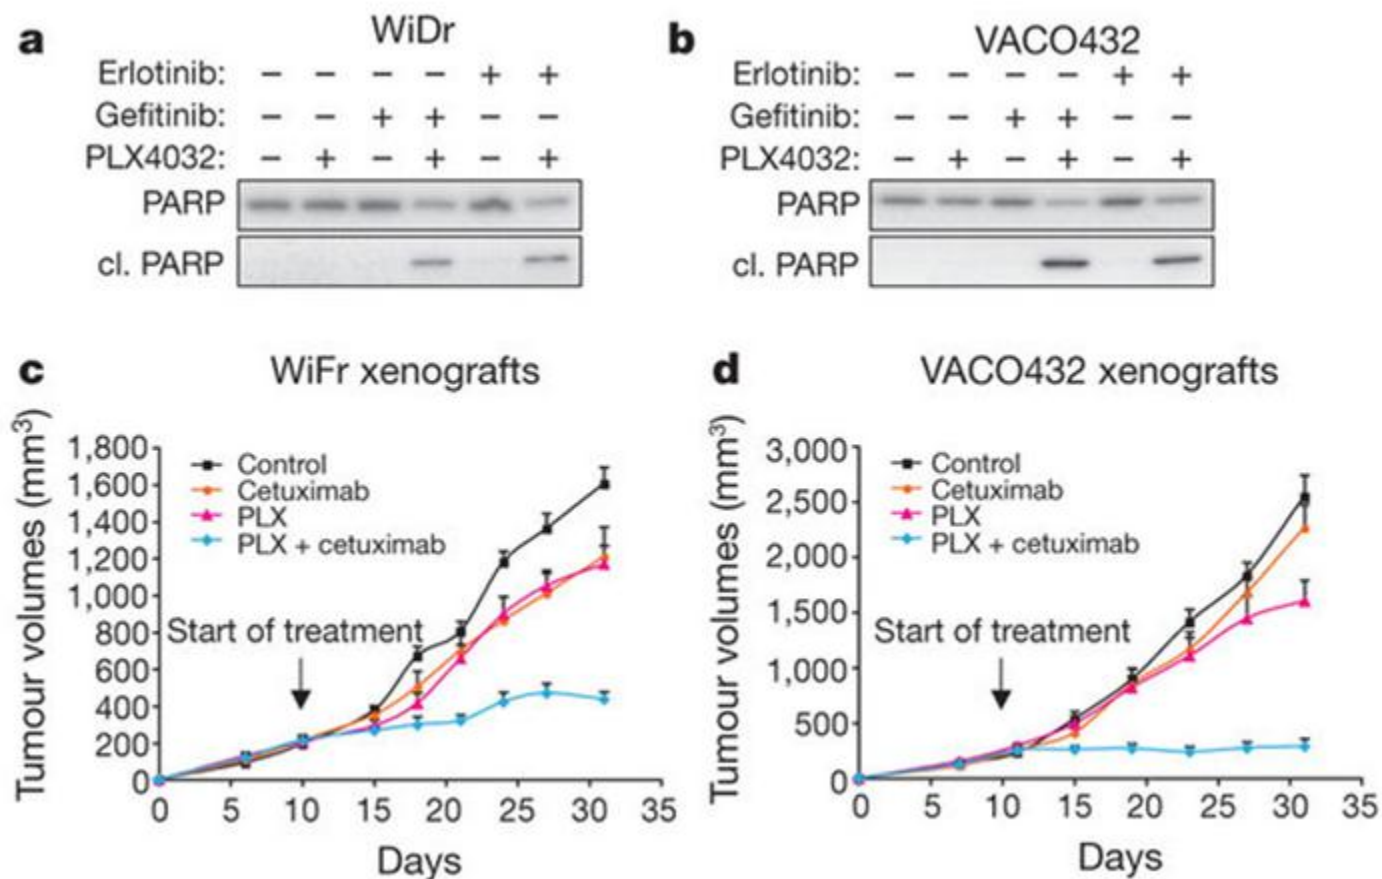 a
WiDr
Erlotinib: − − − − + +
Gefitinib: − − + + − −
PLX4032: − + − + − +
PARP
cl. PARP
b
VACO432
Erlotinib: − − − − + +
Gefitinib: − − + + − −
PLX4032: − + − + − +
PARP
cl. PARP
c
WiFr xenografts
Tumour volumes (mm³)
1,800
1,600
1,400
1,200
1,000
800
600
400
200
0
Control
Cetuximab
PLX
PLX + cetuximab
Start of treatment
0 5 10 15 20 25 30 35
Days
d
VACO432 xenografts
Tumour volumes (mm³)
3,000
2,500
2,000
1,500
1,000
500
0
Control
Cetuximab
PLX
PLX + cetuximab
Start of treatment
0 5 10 15 20 25 30 35
Days